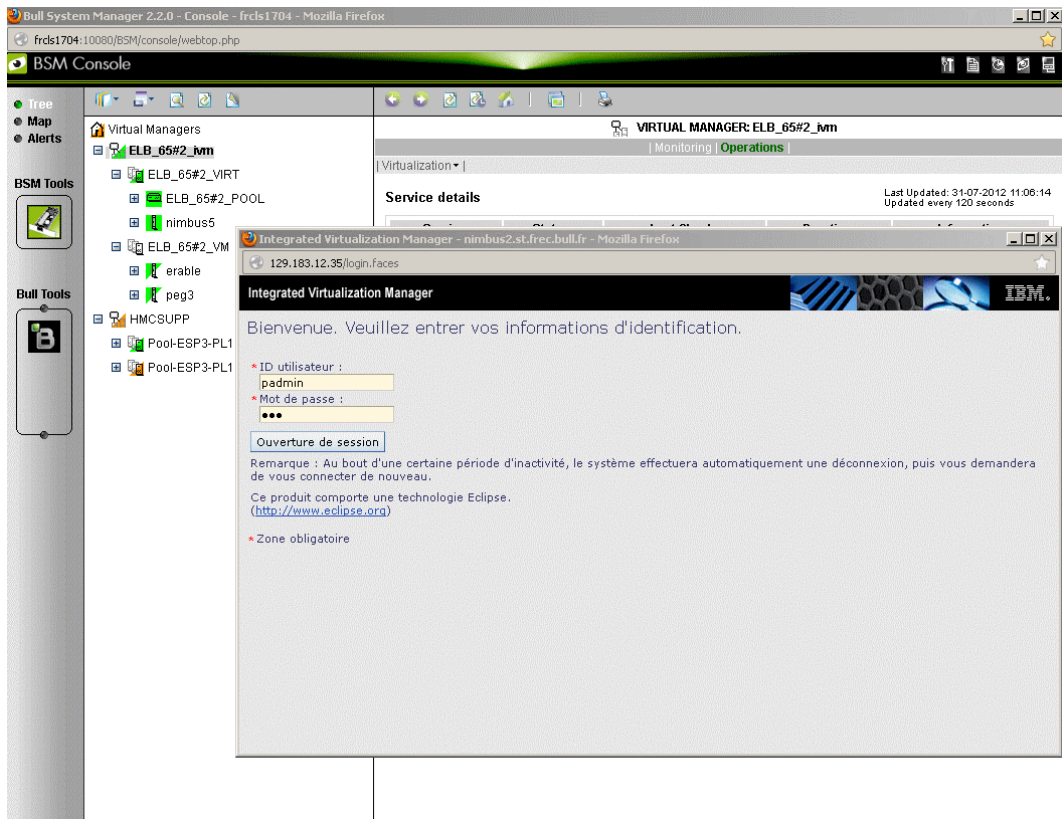 Bull System Manager 2.2.0 - Console - frcls1704 - Mozilla Firefox
frcls1704:10080/BSM/console/webtop.php
BSM Console
Tree
Map
Alerts
BSM Tools
Bull Tools
B
Virtual Managers
ELB_65#2_ivm
ELB_65#2_VIRT
ELB_65#2_POOL
nimbus5
ELB_65#2_VM
erable
peg3
HMCSUPP
Pool-ESP3-PL1
Pool-ESP3-PL1
VIRTUAL MANAGER: ELB_65#2_ivm
| Monitoring | Operations |
| Virtualization |
Service details
Last Updated: 31-07-2012 11:06:14
Updated every 120 seconds
Integrated Virtualization Manager - nimbus2.st.frec.bull.fr - Mozilla Firefox
129.183.12.35/login.faces
Integrated Virtualization Manager
IBM.
Bienvenue. Veuillez entrer vos informations d'identification.
* ID utilisateur :
padmin
* Mot de passe :
•••
Ouverture de session
Remarque : Au bout d'une certaine période d'inactivité, le système effectuera automatiquement une déconnexion, puis vous demandera
de vous connecter de nouveau.
Ce produit comporte une technologie Eclipse.
(http://www.eclipse.org)
* Zone obligatoire